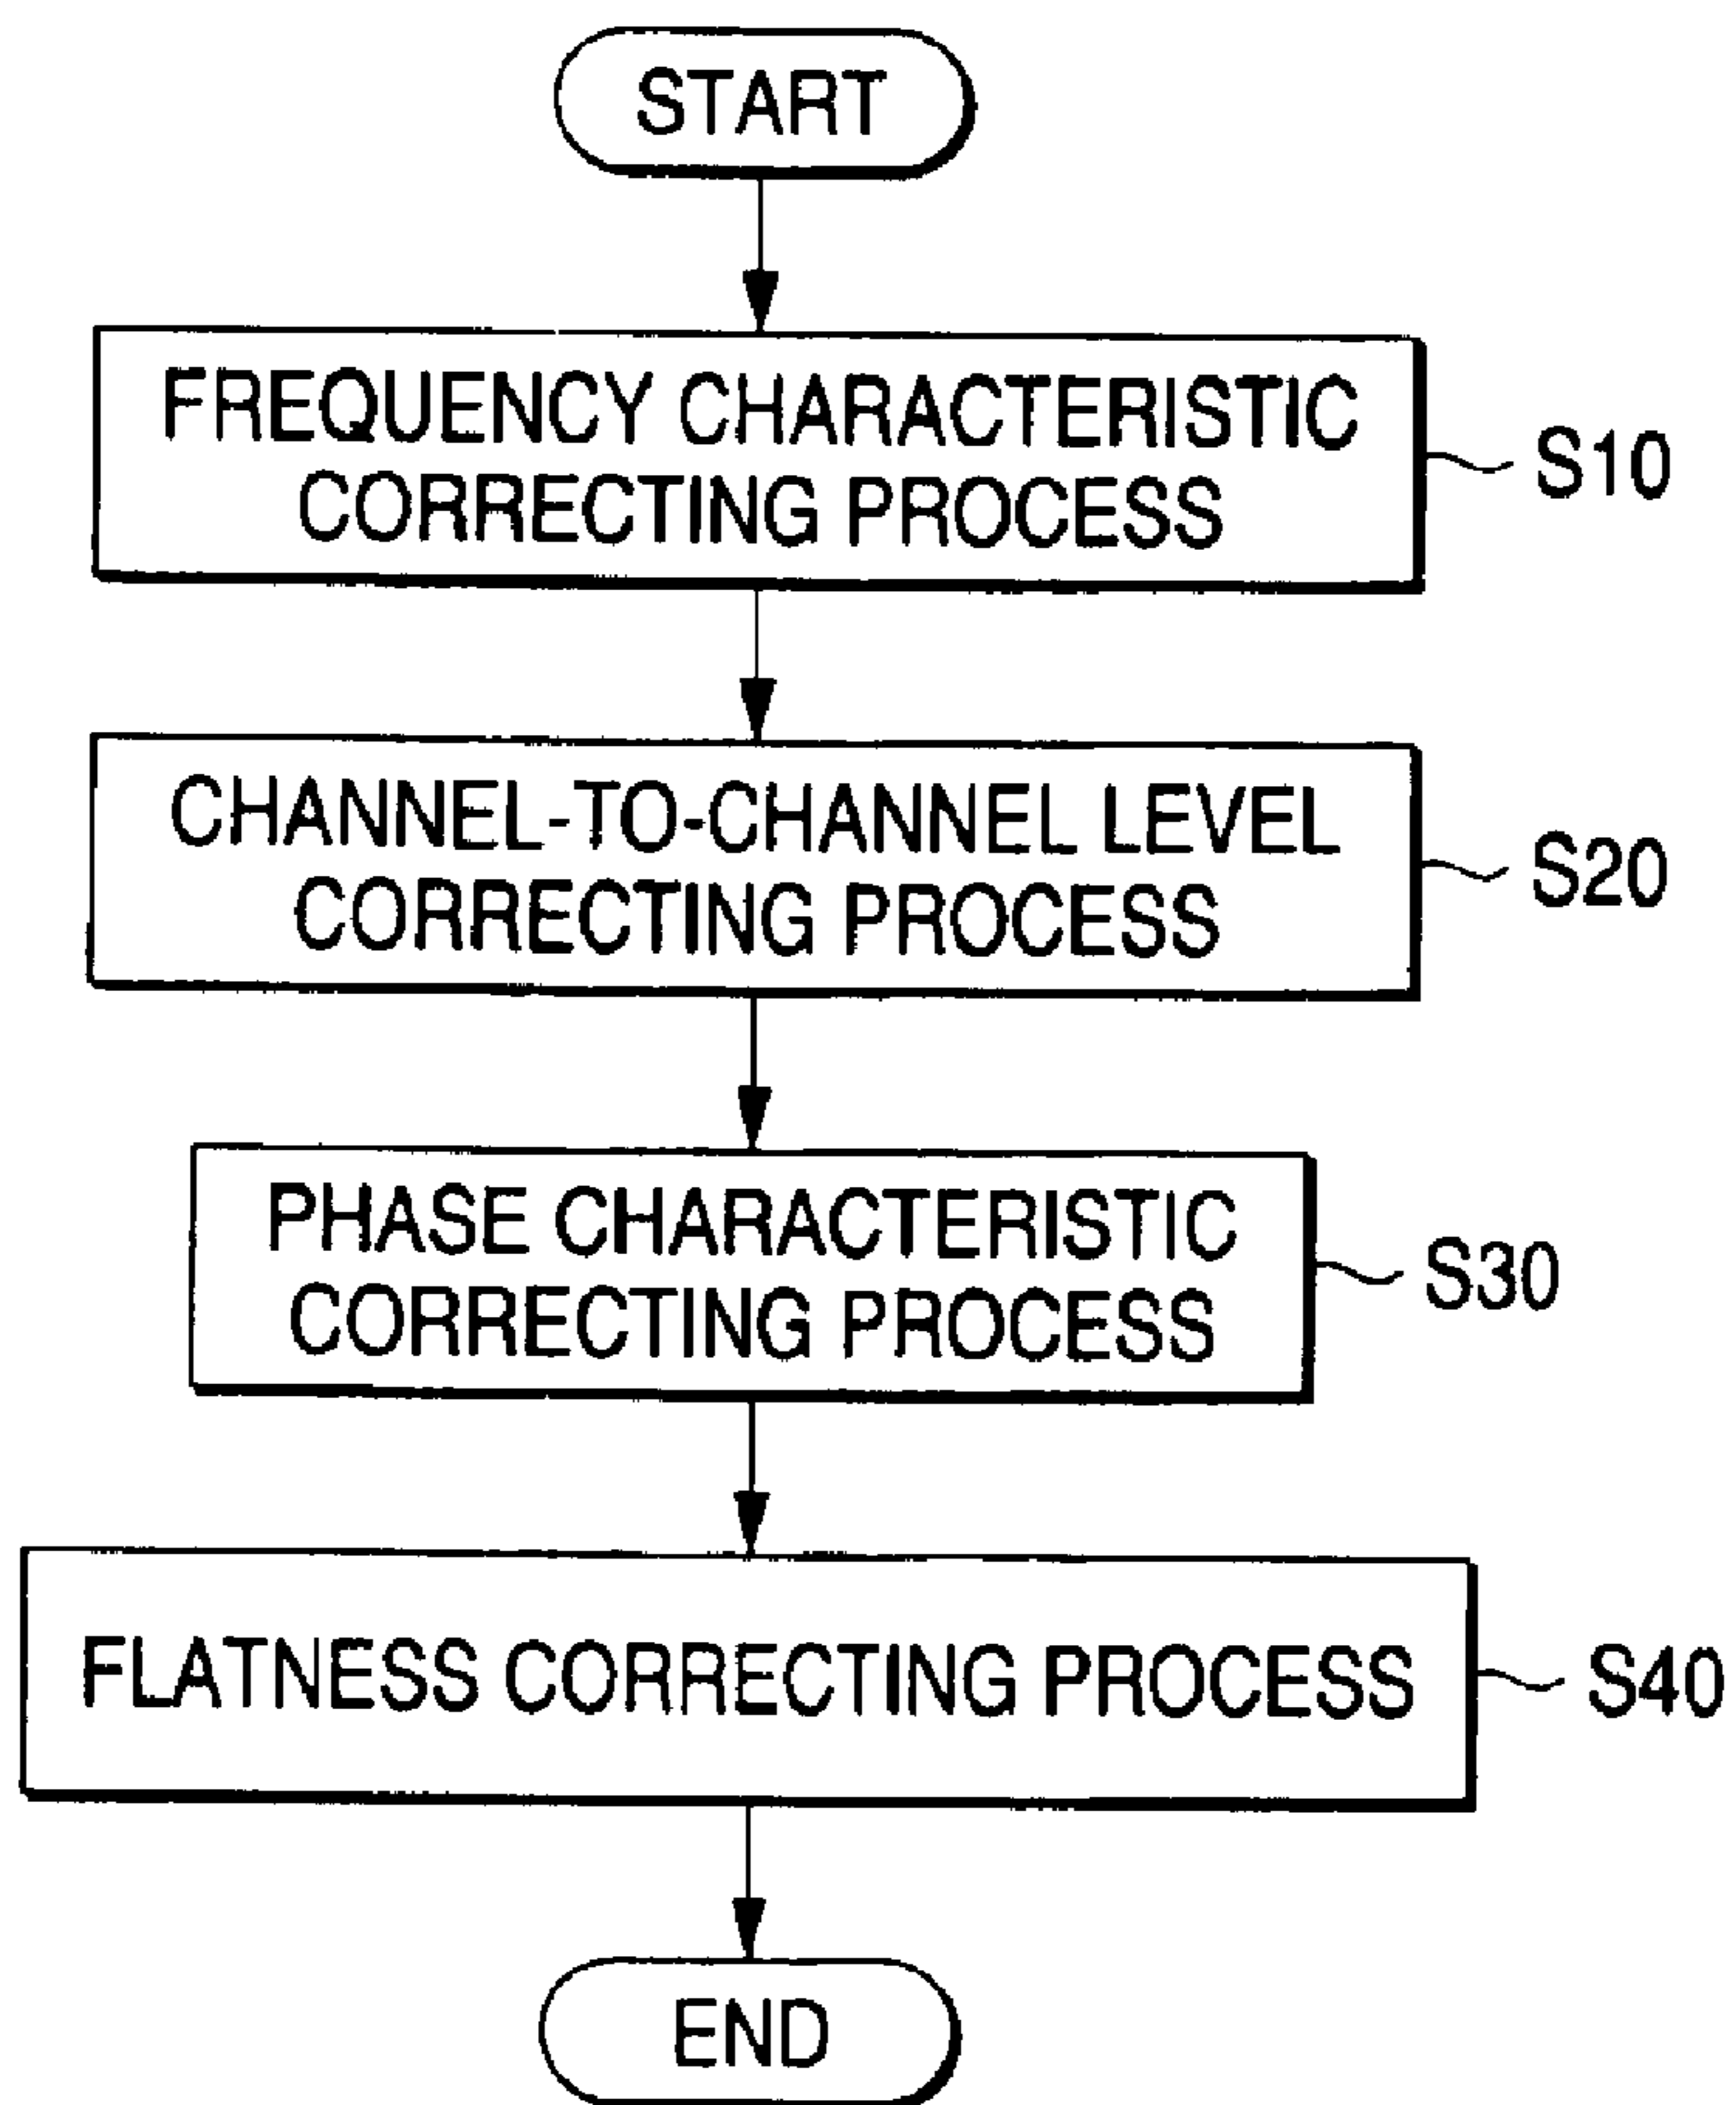 START
FREQUENCY CHARACTERISTIC
CORRECTING PROCESS
S10
CHANNEL-TO-CHANNEL LEVEL
CORRECTING PROCESS
S20
PHASE CHARACTERISTIC
CORRECTING PROCESS
S30
FLATNESS CORRECTING PROCESS
S40
END